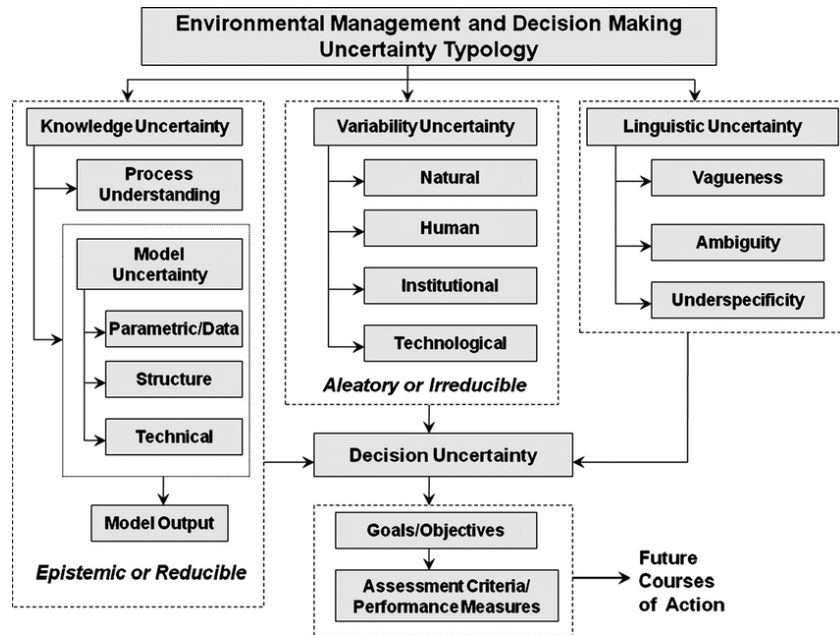 Environmental Management and Decision Making
Uncertainty Typology
Knowledge Uncertainty
Process
Understanding
Model
Uncertainty
Parametric/Data
Structure
Technical
Model Output
Epistemic or Reducible
Variability Uncertainty
Natural
Human
Institutional
Technological
Aleatory or Irreducible
Linguistic Uncertainty
Vagueness
Ambiguity
Underspecificity
Decision Uncertainty
Goals/Objectives
Assessment Criteria/
Performance Measures
Future
Courses
of Action